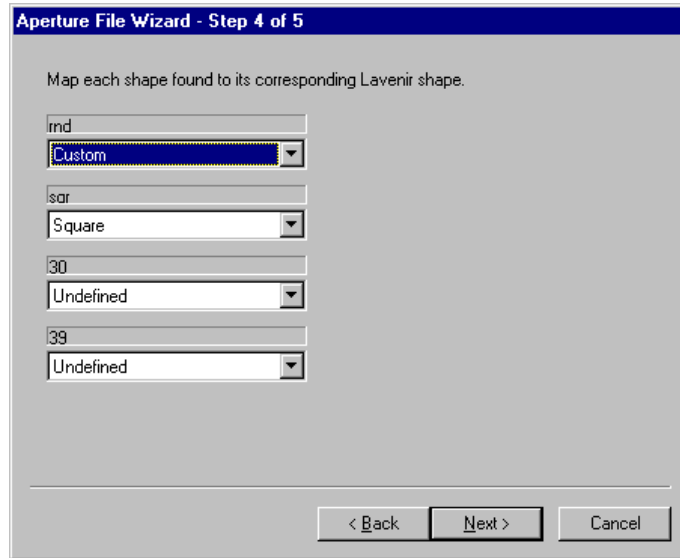 Aperture File Wizard - Step 4 of 5
Map each shape found to its corresponding Lavenir shape.
rnd
Custom
sqr
Square
30
Undefined
39
Undefined
< Back
Next >
Cancel